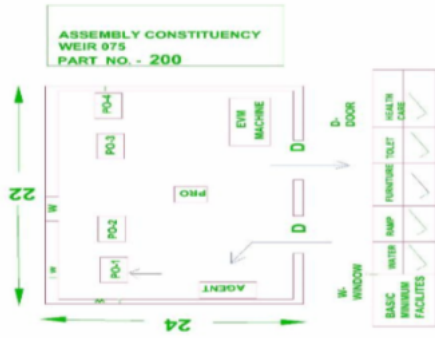 ASSEMBLY CONSTITUENCY
WEIR 075
PART NO. - 200
22
24
PO-4
PO-3
PO-2
PO-1
PRO
EVM
MACHINE
AGENT
W
W
W
D
D
D-
DOOR
W-
WINDOW
BASIC
MINIMUM
FACILITES
WATER
RAMP
FURNITURE
TOLET
HEALTH
CARE